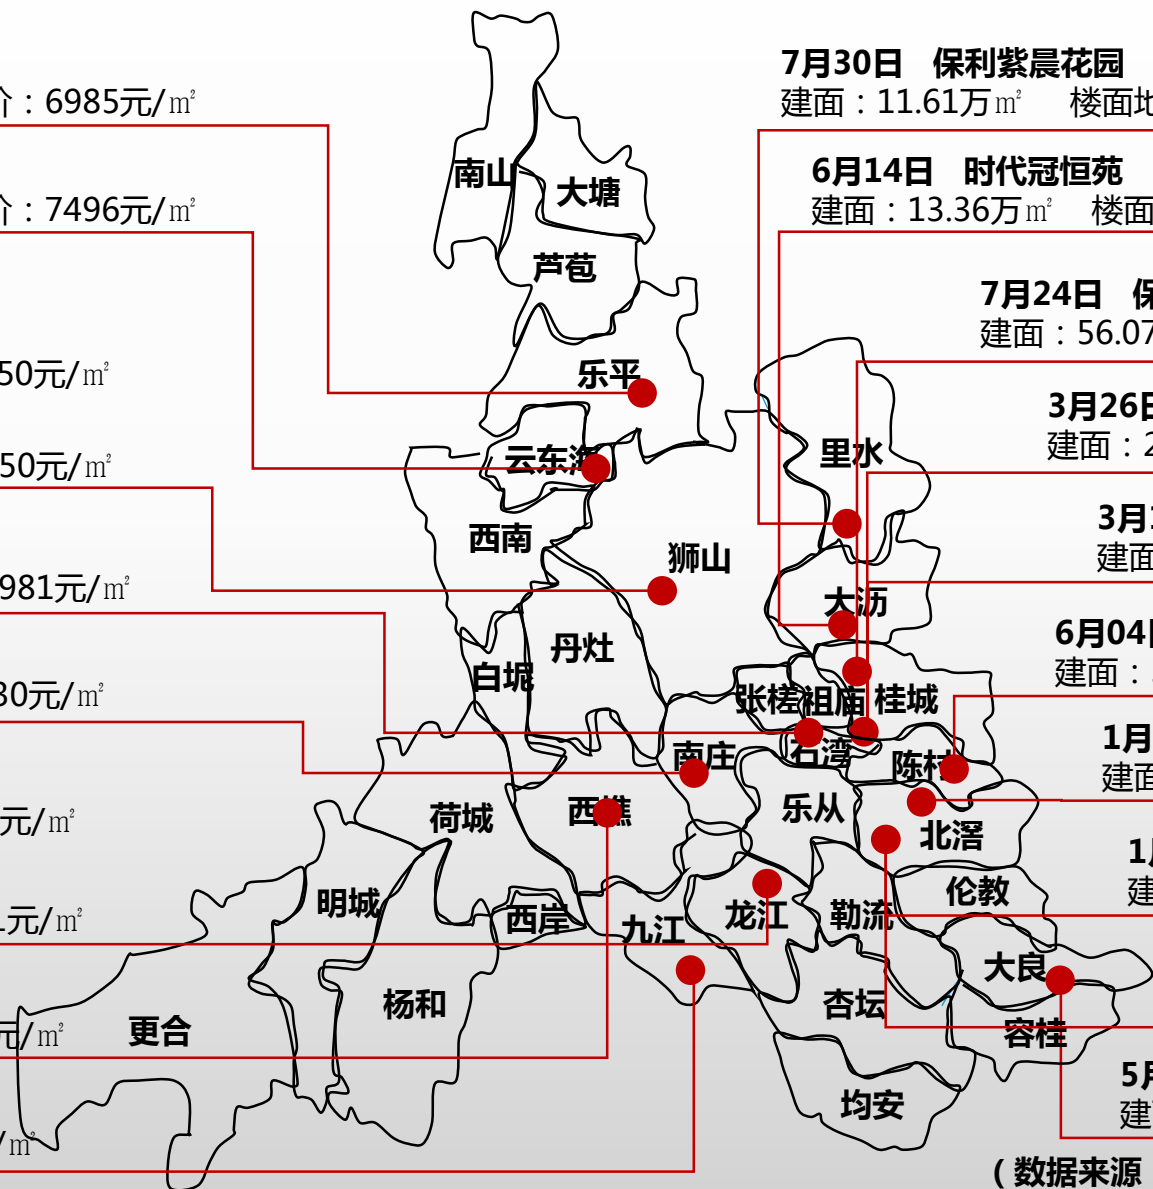 7月30日 保利紫晨花园
建面：11.61万㎡ 楼面地
价：6985元/㎡
6月14日 时代冠恒苑
建面：13.36万㎡ 楼面
价：7496元/㎡
南山
大塘
芦苞
7月24日 保
建面：56.07
50元/㎡
乐平
3月26日
建面：2
50元/㎡
云东海
里水
3月1
建面
西南
狮山
981元/㎡
大沥
6月04日
建面：
丹灶
白坭
30元/㎡
张槎
祖庙
桂城
1月
建面
南庄
石湾
陈村
元/㎡
荷城
西樵
乐从
北滘
1月
建
1元/㎡
明城
西岸
九江
龙江
勒流
伦教
大良
元/㎡
更合
杨和
杏坛
容桂
5月
建
/㎡
均安
（数据来源